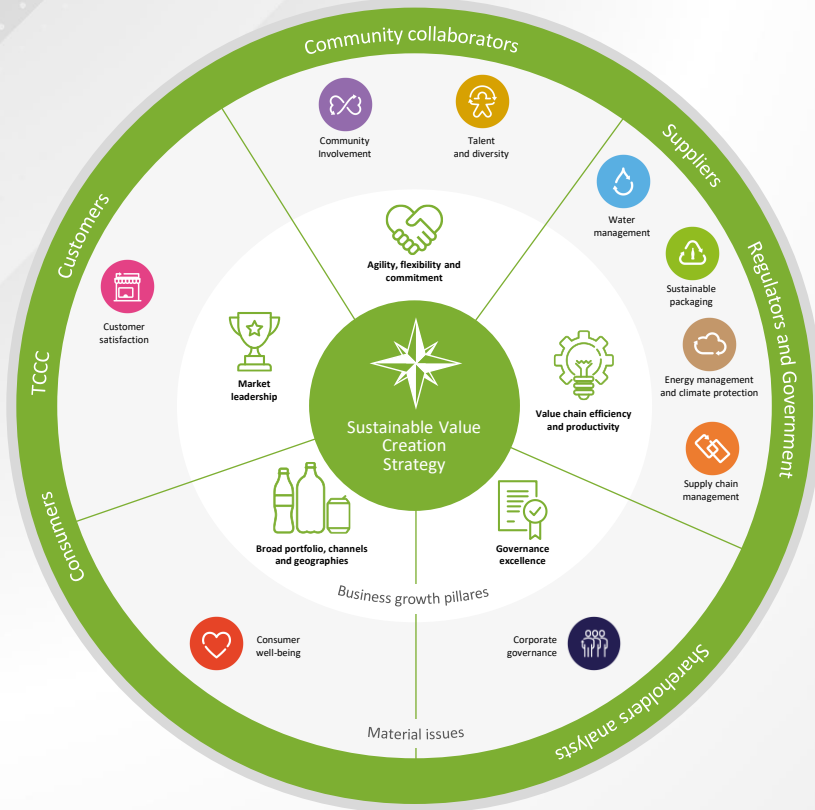 Community collaborators
Suppliers
Regulators and Government
Shareholders analysts
Consumers
TCCC
Customers
Community
Involvement
Talent
and diversity
Water
management
Sustainable
packaging
Energy management
and climate protection
Supply chain
management
Corporate
governance
Consumer
well-being
Customer
satisfaction
Agility, flexibility and
commitment
Value chain efficiency
and productivity
Governance
excellence
Broad portfolio, channels
and geographies
Market
leadership
Sustainable Value
Creation
Strategy
Business growth pillares
Material issues